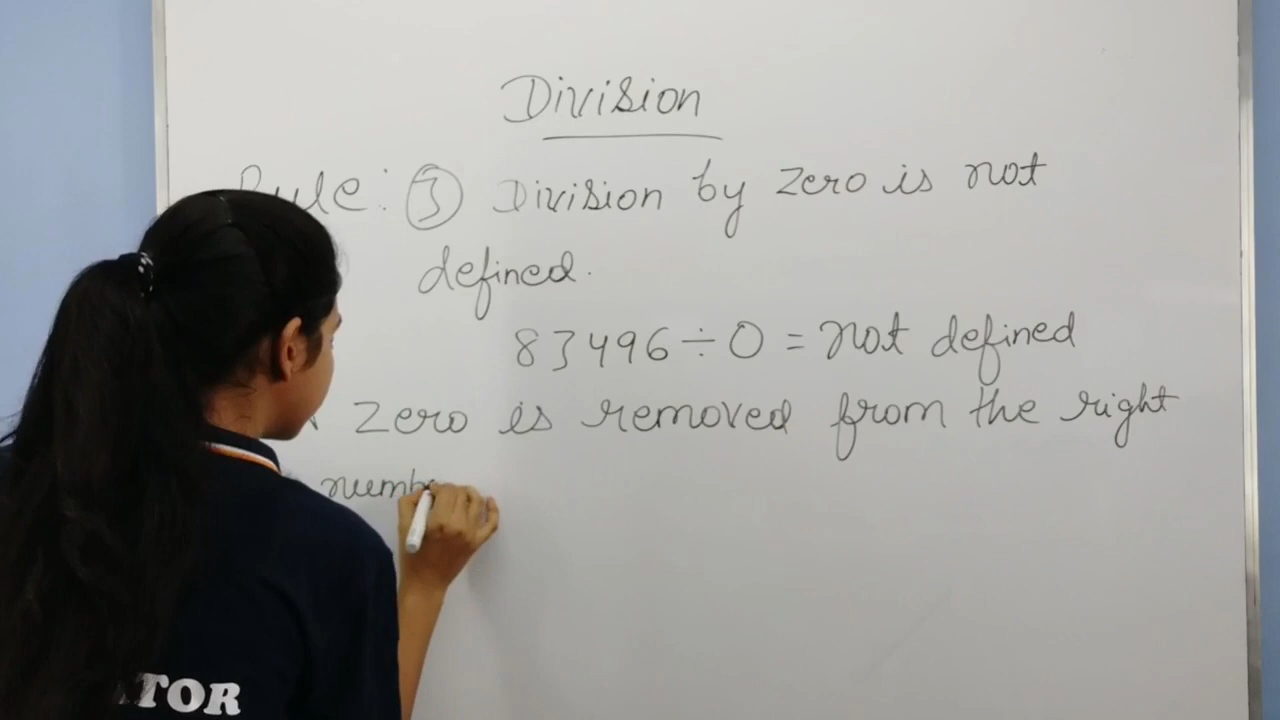 Division
Rule: 3 Division by zero is not
defined.
83496 ÷ 0 = not defined
zero is removed from the right
TOR